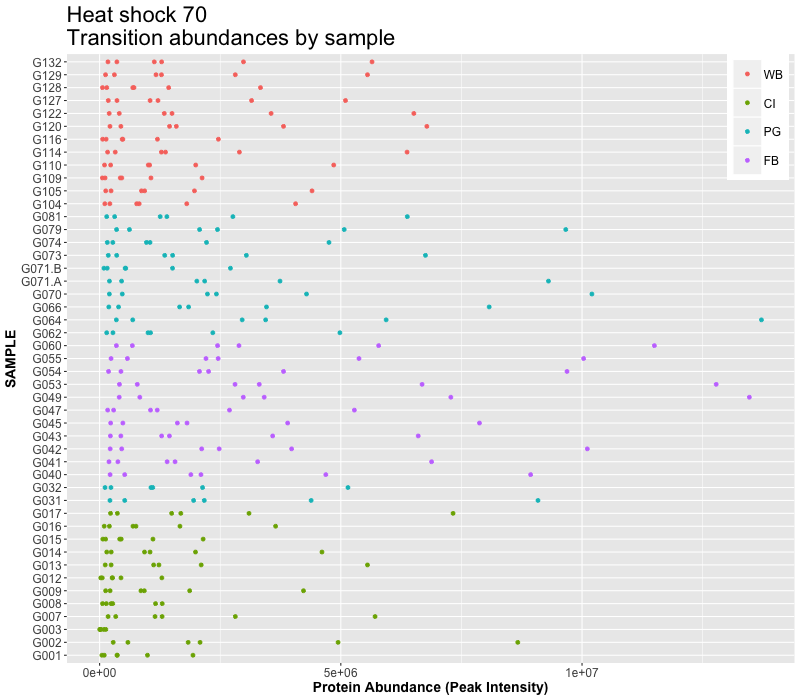 Heat shock 70
Transition abundances by sample
G132
G129
G128
G127
G122
G120
G116
G114
G110
G109
G105
G104
G081
G079
G074
G073
G071.B
G071.A
G070
G066
G064
G062
G060
G055
G054
G053
G049
G047
G045
G043
G042
G041
G040
G032
G031
G017
G016
G015
G014
G013
G012
G009
G008
G007
G003
G002
G001
SAMPLE
WB
CI
PG
FB
0e+00 5e+06 1e+07
Protein Abundance (Peak Intensity)